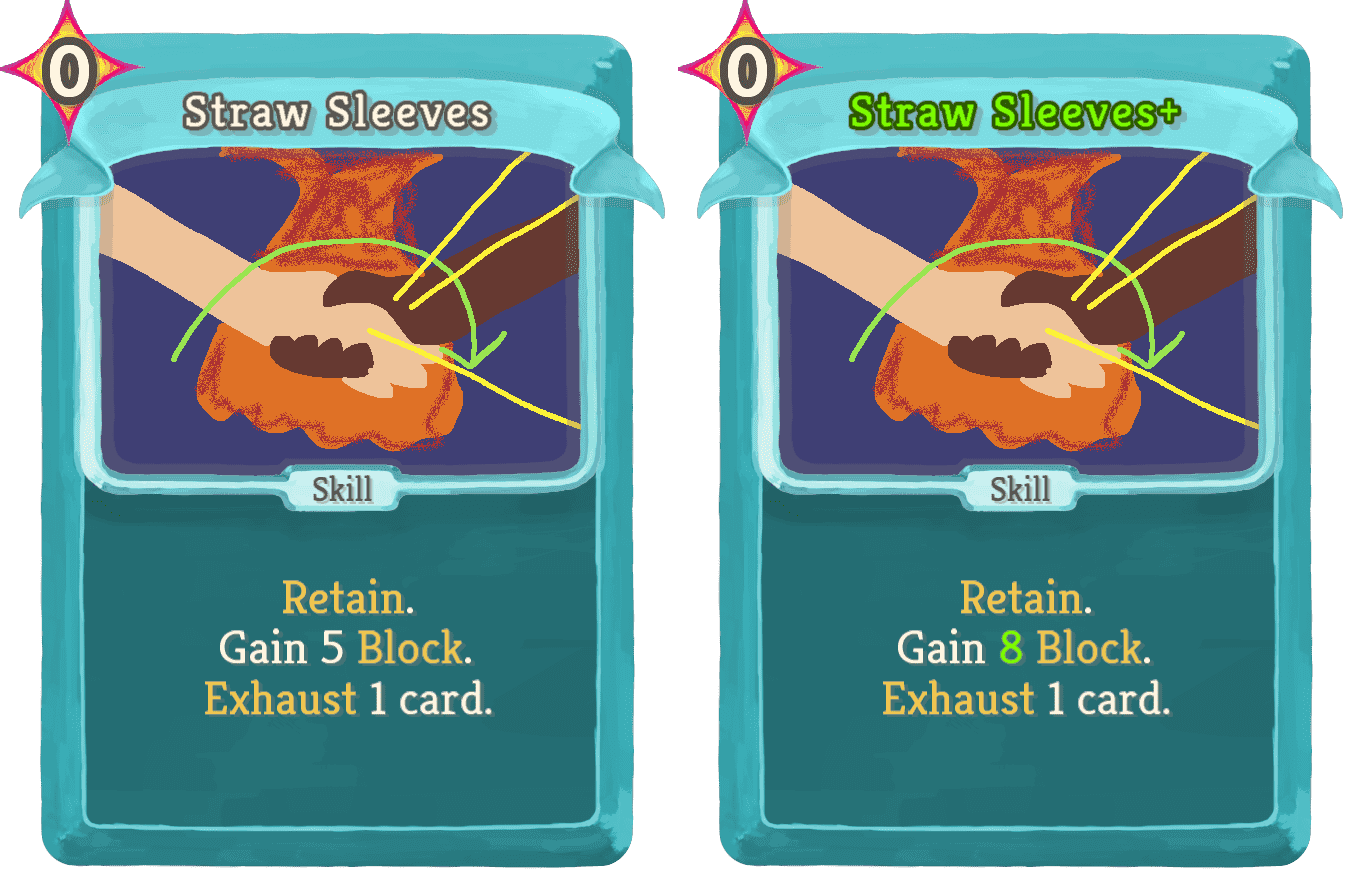 0
Straw Sleeves
Skill
Retain.
Gain 5 Block.
Exhaust 1 card.
0
Straw Sleeves+
Skill
Retain.
Gain 8 Block.
Exhaust 1 card.